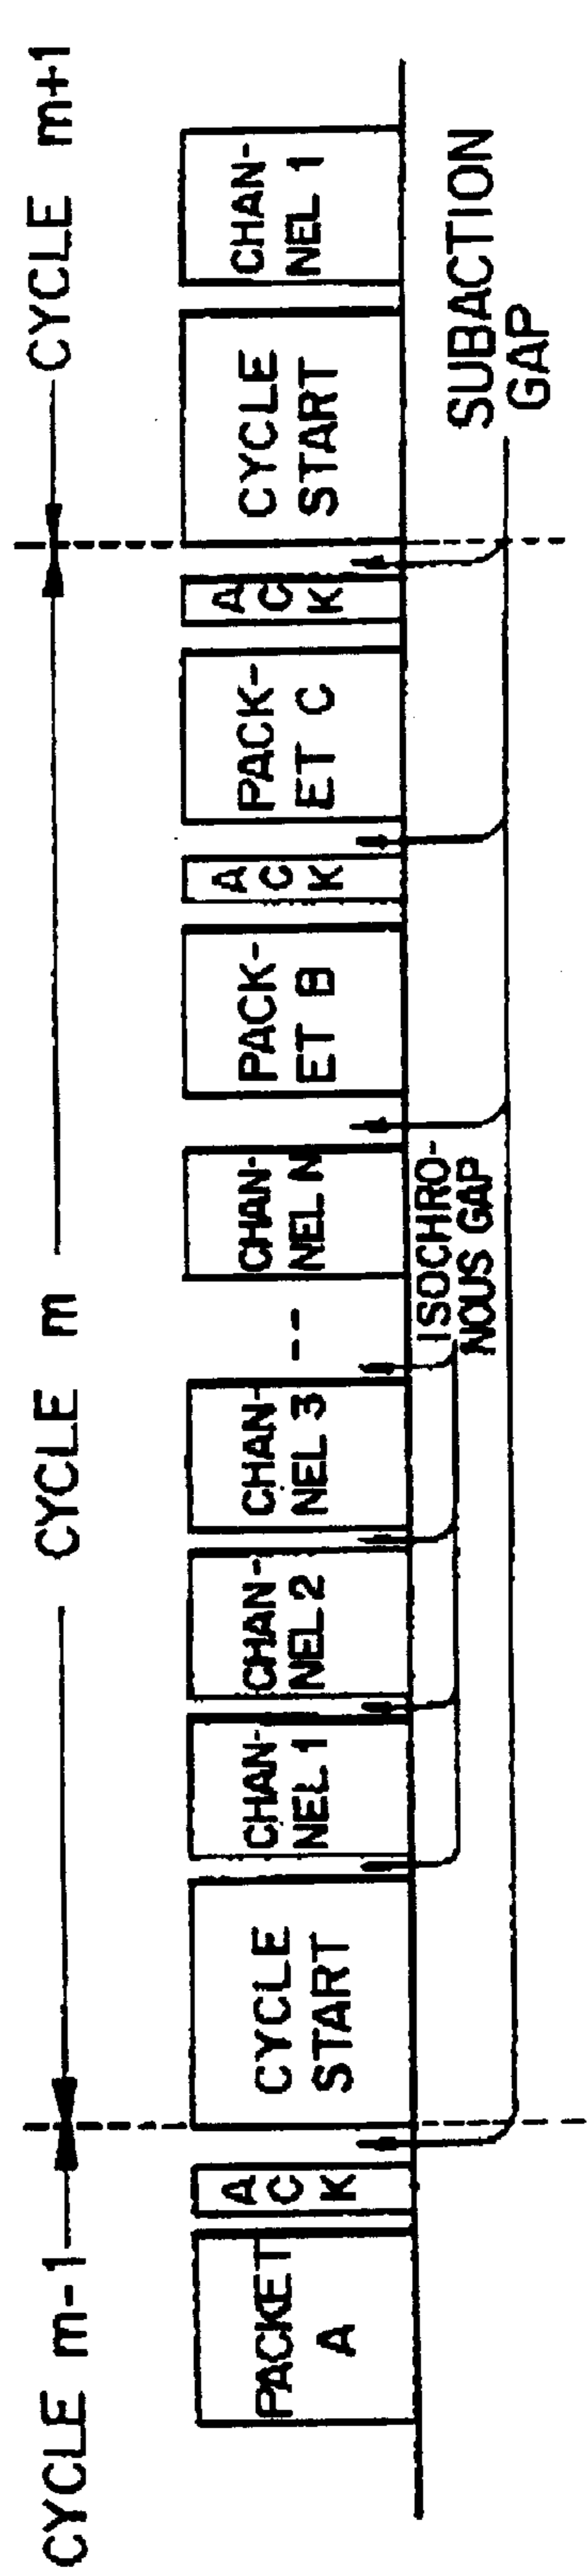 CYCLE m-1
CYCLE m
CYCLE m+1
PACKET
A
A
C
K
CYCLE
START
CHAN-
NEL 1
CHAN-
NEL 2
CHAN-
NEL 3
--
CHAN-
NEL N
PACK-
ET B
A
C
K
PACK-
ET C
A
C
K
CYCLE
START
CHAN-
NEL 1
ISOCHRO-
NOUS GAP
SUBACTION
GAP